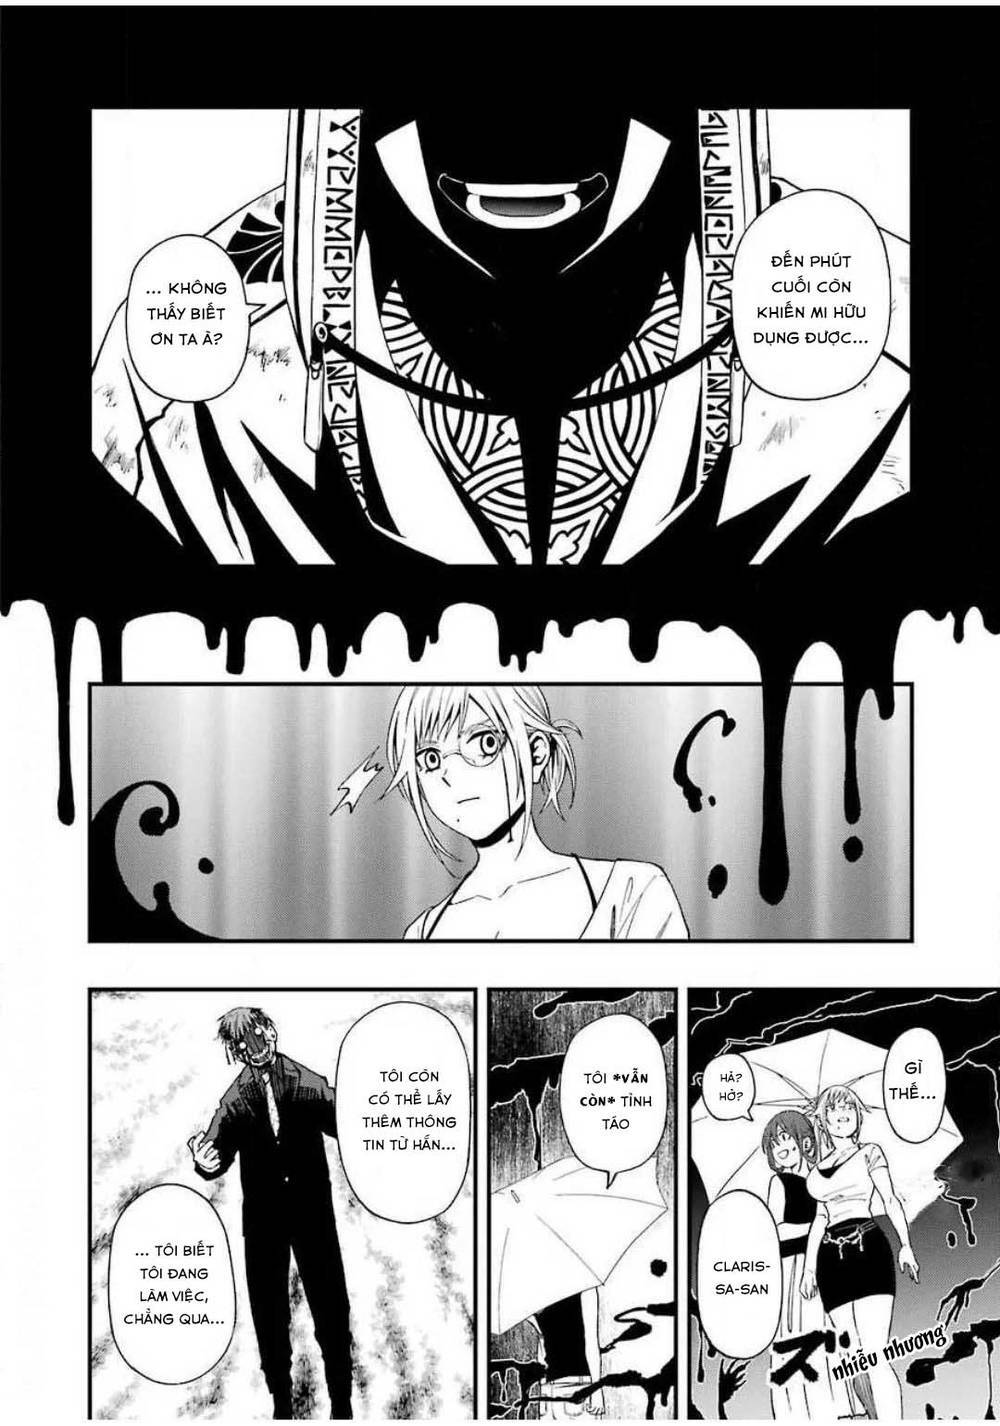 ĐẾN PHÚT
CUỐI CÒN
KHIẾN MI HỮU
DỤNG ĐƯỢC...
... KHÔNG
THẤY BIẾT
ƠN TA À?
GÌ
THẾ...
HẢ?
HỞ?
CLARIS-
SA-SAN
ズ
nhiễu nhương
TÔI *VẪN
CÒN* TỈNH
TÁO
TÔI CÓN
CÓ THỂ LẤY
THÊM THÔNG
TIN TỪ HẮN...
... TÔI BIẾT
TÔI ĐANG
LÀM VIỆC,
CHẲNG QUA...